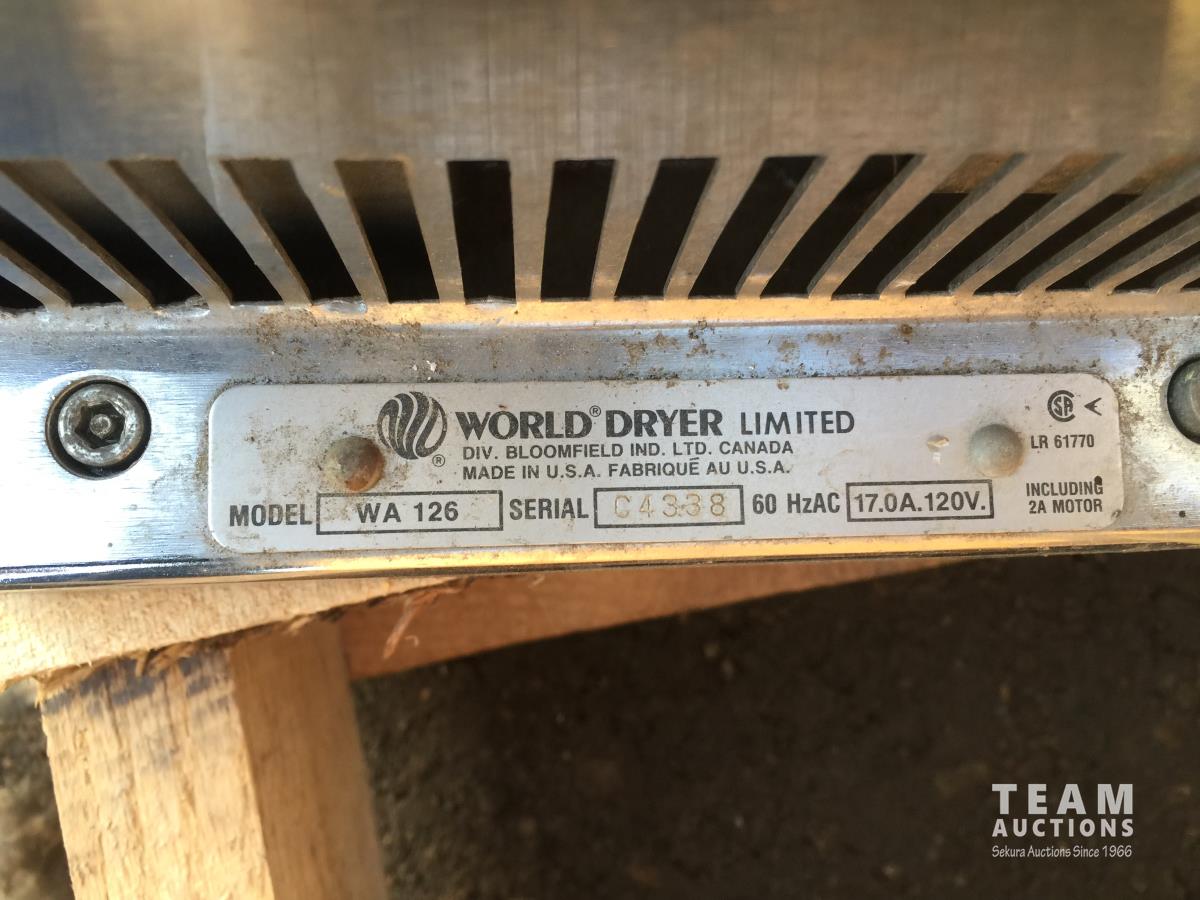 WORLD® DRYER LIMITED
DIV. BLOOMFIELD IND. LTD. CANADA
MADE IN U.S.A. FABRIQUÉ AU U.S.A.
®
SA
LR 61770
MODEL WA 126 SERIAL C4338 60 HzAC 17.0A.120V.
INCLUDING
2A MOTOR
TEAM
AUCTIONS
Sekura Auctions Since 1966